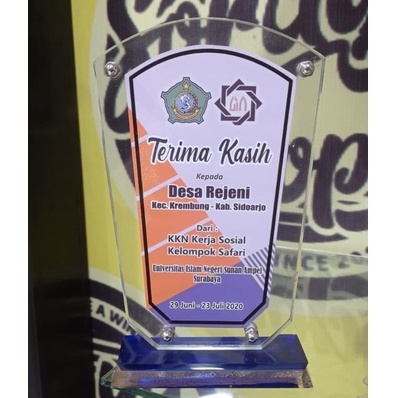 Terima Kasih
Kepada
Desa Rejeni
Kec. Krembung - Kab. Sidoarjo
Dari :
KKN Kerja Sosial
Kelompok Safari
Universitas Islam Negeri Sunan Ampel
Surabaya
29 Juni - 23 Juli 2020